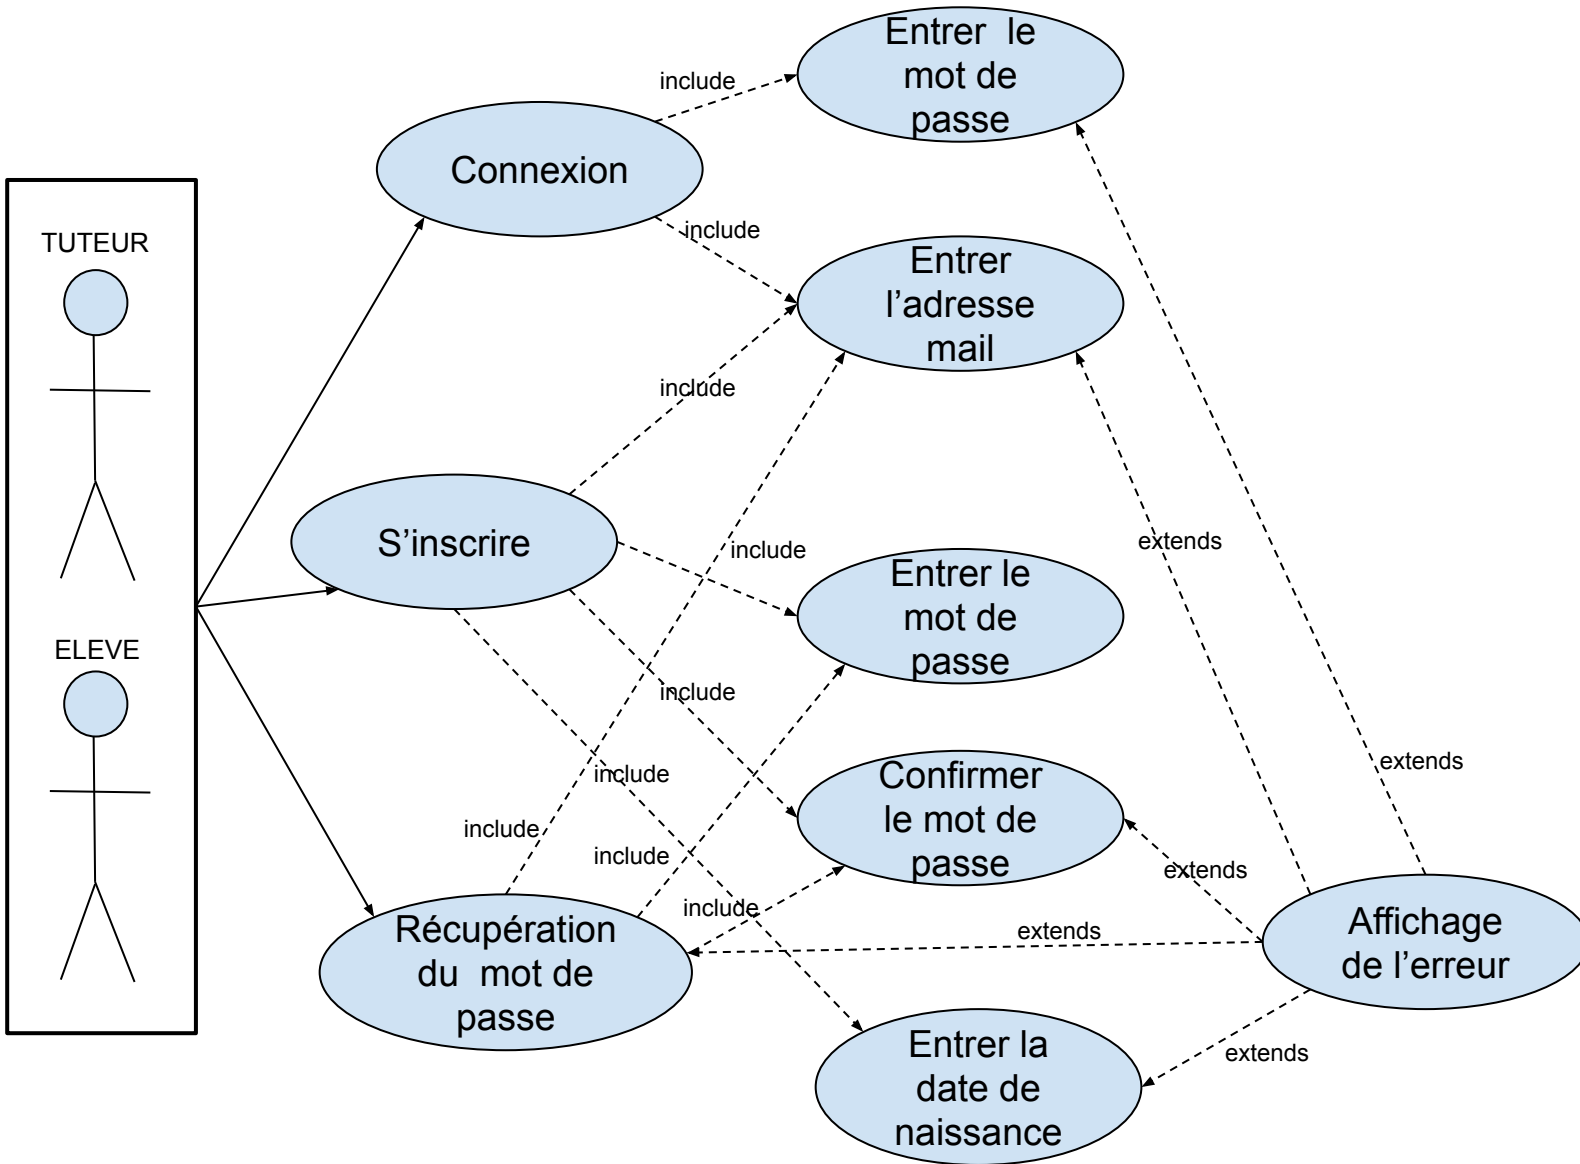 Entrer le
mot de
passe
include
Connexion
include
TUTEUR
Entrer
l’adresse
mail
include
S’inscrire
include
extends
Entrer le
mot de
passe
ELEVE
include
extends
include
Confirmer
le mot de
passe
include
include
extends
include
Récupération
du mot de
passe
extends
Affichage
de l’erreur
extends
Entrer la
date de
naissance